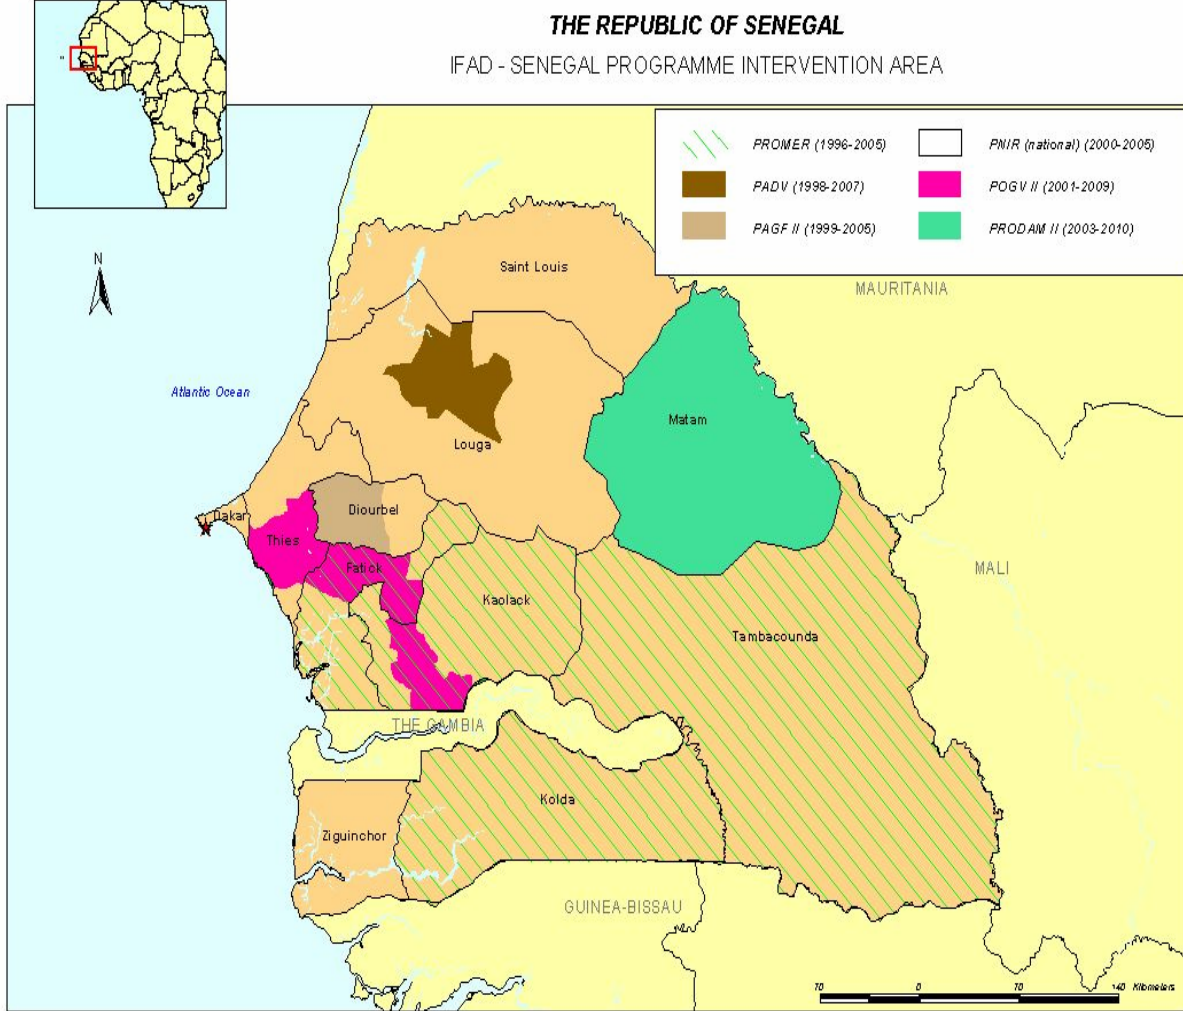 THE REPUBLIC OF SENEGAL
IFAD - SENEGAL PROGRAMME INTERVENTION AREA
PROMER (1996-2005)
PNIR (national) (2000-2005)
PADV (1998-2007)
POGV II (2001-2009)
PAGF II (1999-2005)
PRODAM II (2003-2010)
N
Saint Louis
MAURITANIA
Atlantic Ocean
Matam
Louga
Diourbel
Dakar
Thies
Fatick
MALI
Kaolack
Tambacounda
THE GAMBIA
Kolda
Ziguinchor
GUINEA-BISSAU
70 0 70 140 Kilometers